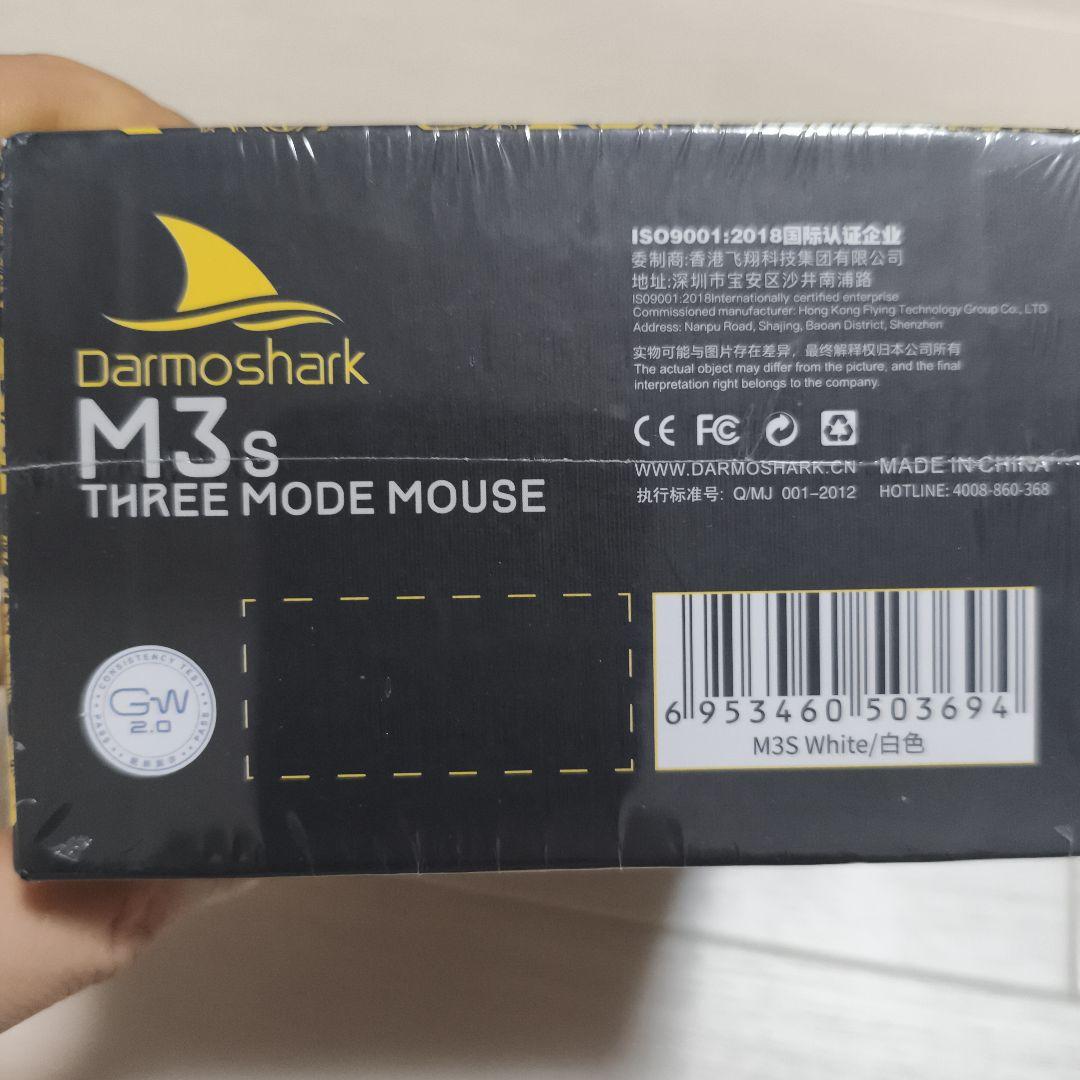 Darmoshark
M3s
THREE MODE MOUSE
ISO9001:2018国际认证企业
委制商:香港飞翔科技集团有限公司
地址:深圳市宝安区沙井南浦路
ISO9001:2018Internationally certified enterprise
Commissioned manufacturer: Hong Kong Flying Technology Group Co., LTD
Address: Nanpu Road, Shajing, Baoan District, Shenzhen
实物可能与图片存在差异，最终解释权归本公司所有
The actual object may differ from the picture, and the final
interpretation right belongs to the company.
CE FC
WWW.DARMOSHARK.CN MADE IN CHINA
执行标准号: Q/MJ 001-2012 HOTLINE: 4008-860-368
CONSISTENCY TEST
PASS
GW
2.0
PASS
6 953460 503694
M3S White/白色